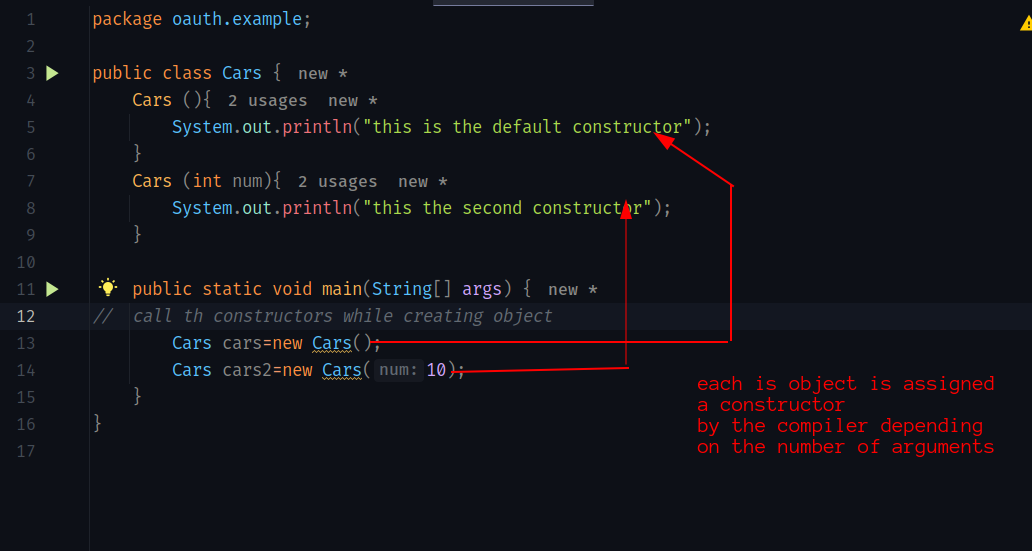 1 package oauth.example;
2
3 public class Cars { new *
4 Cars (){ 2 usages new *
5 System.out.println("this is the default constructor");
6 }
7 Cars (int num){ 2 usages new *
8 System.out.println("this the second constructor");
9 }
10
11 public static void main(String[] args) { new *
12 // call th constructors while creating object
13 Cars cars=new Cars();
14 Cars cars2=new Cars( num: 10);
15 }
16 }
17
each is object is assigned
a constructor
by the compiler depending
on the number of arguments